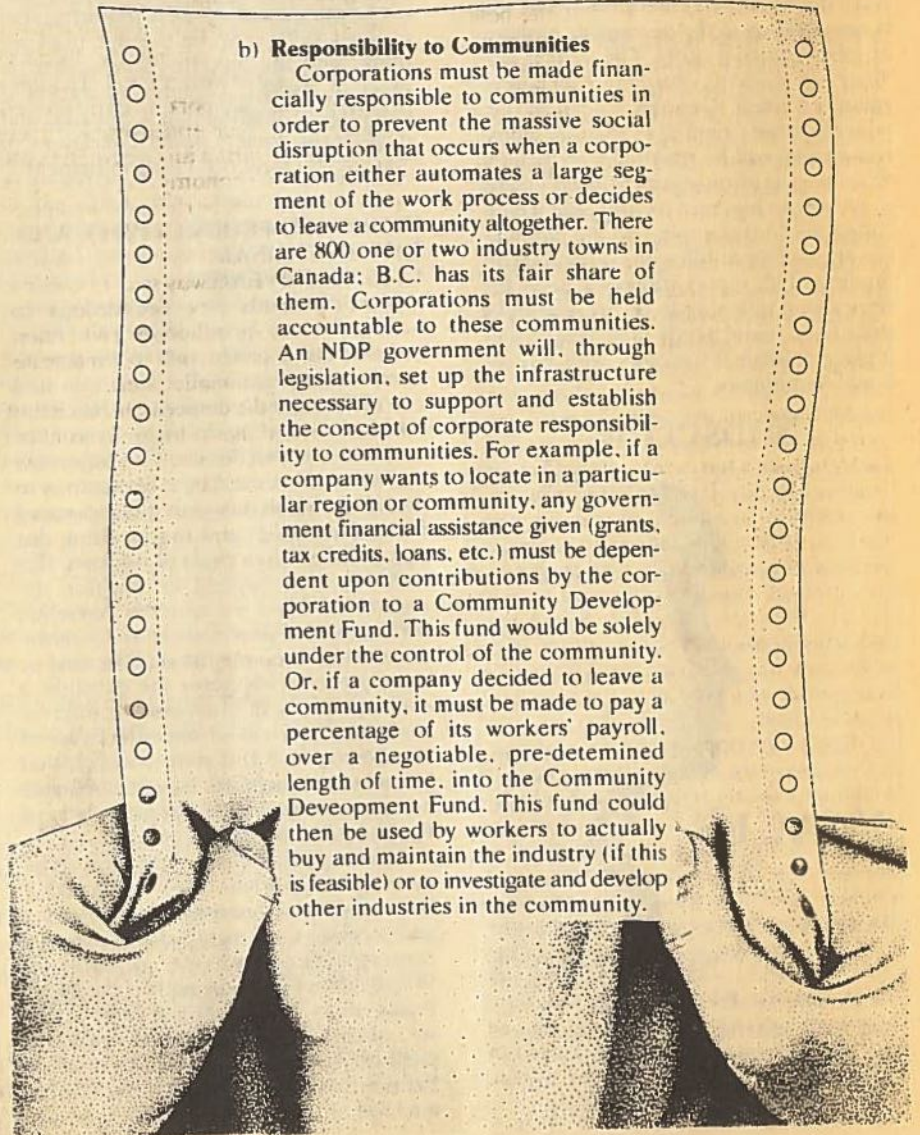 b) Responsibility to Communities
Corporations must be made finan-
cially responsible to communities in
order to prevent the massive social
disruption that occurs when a corpo-
ration either automates a large seg-
ment of the work process or decides
to leave a community altogether. There
are 800 one or two industry towns in
Canada; B.C. has its fair share of
them. Corporations must be held
accountable to these communities.
An NDP government will, through
legislation, set up the infrastructure
necessary to support and establish
the concept of corporate responsibil-
ity to communities. For example, if a
company wants to locate in a particu-
lar region or community, any govern-
ment financial assistance given (grants,
tax credits, loans, etc.) must be depen-
dent upon contributions by the cor-
poration to a Community Develop-
ment Fund. This fund would be solely
under the control of the community.
Or, if a company decided to leave a
community, it must be made to pay a
percentage of its workers' payroll,
over a negotiable, pre-detemined
length of time, into the Community
Deveopment Fund. This fund could
then be used by workers to actually
buy and maintain the industry (if this
is feasible) or to investigate and develop
other industries in the community.